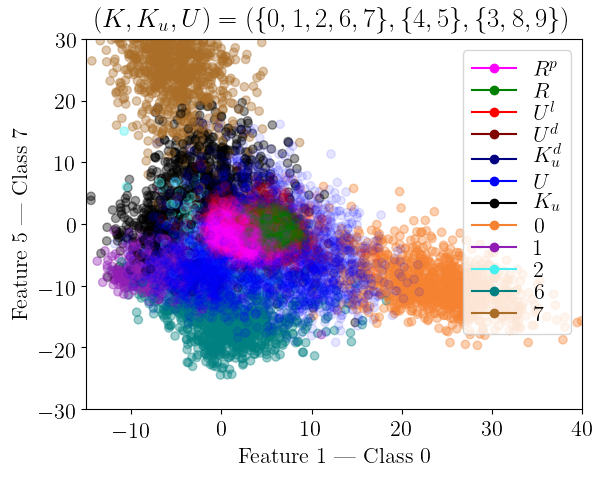 (K, K_u, U) = ({0, 1, 2, 6, 7}, {4, 5}, {3, 8, 9})
30
20
10
0
−10
−20
−30
Feature 5 — Class 7
R^p
R
U^l
U^d
K_u^d
U
K_u
0
1
2
6
7
−10
0
10
20
30
40
Feature 1 — Class 0